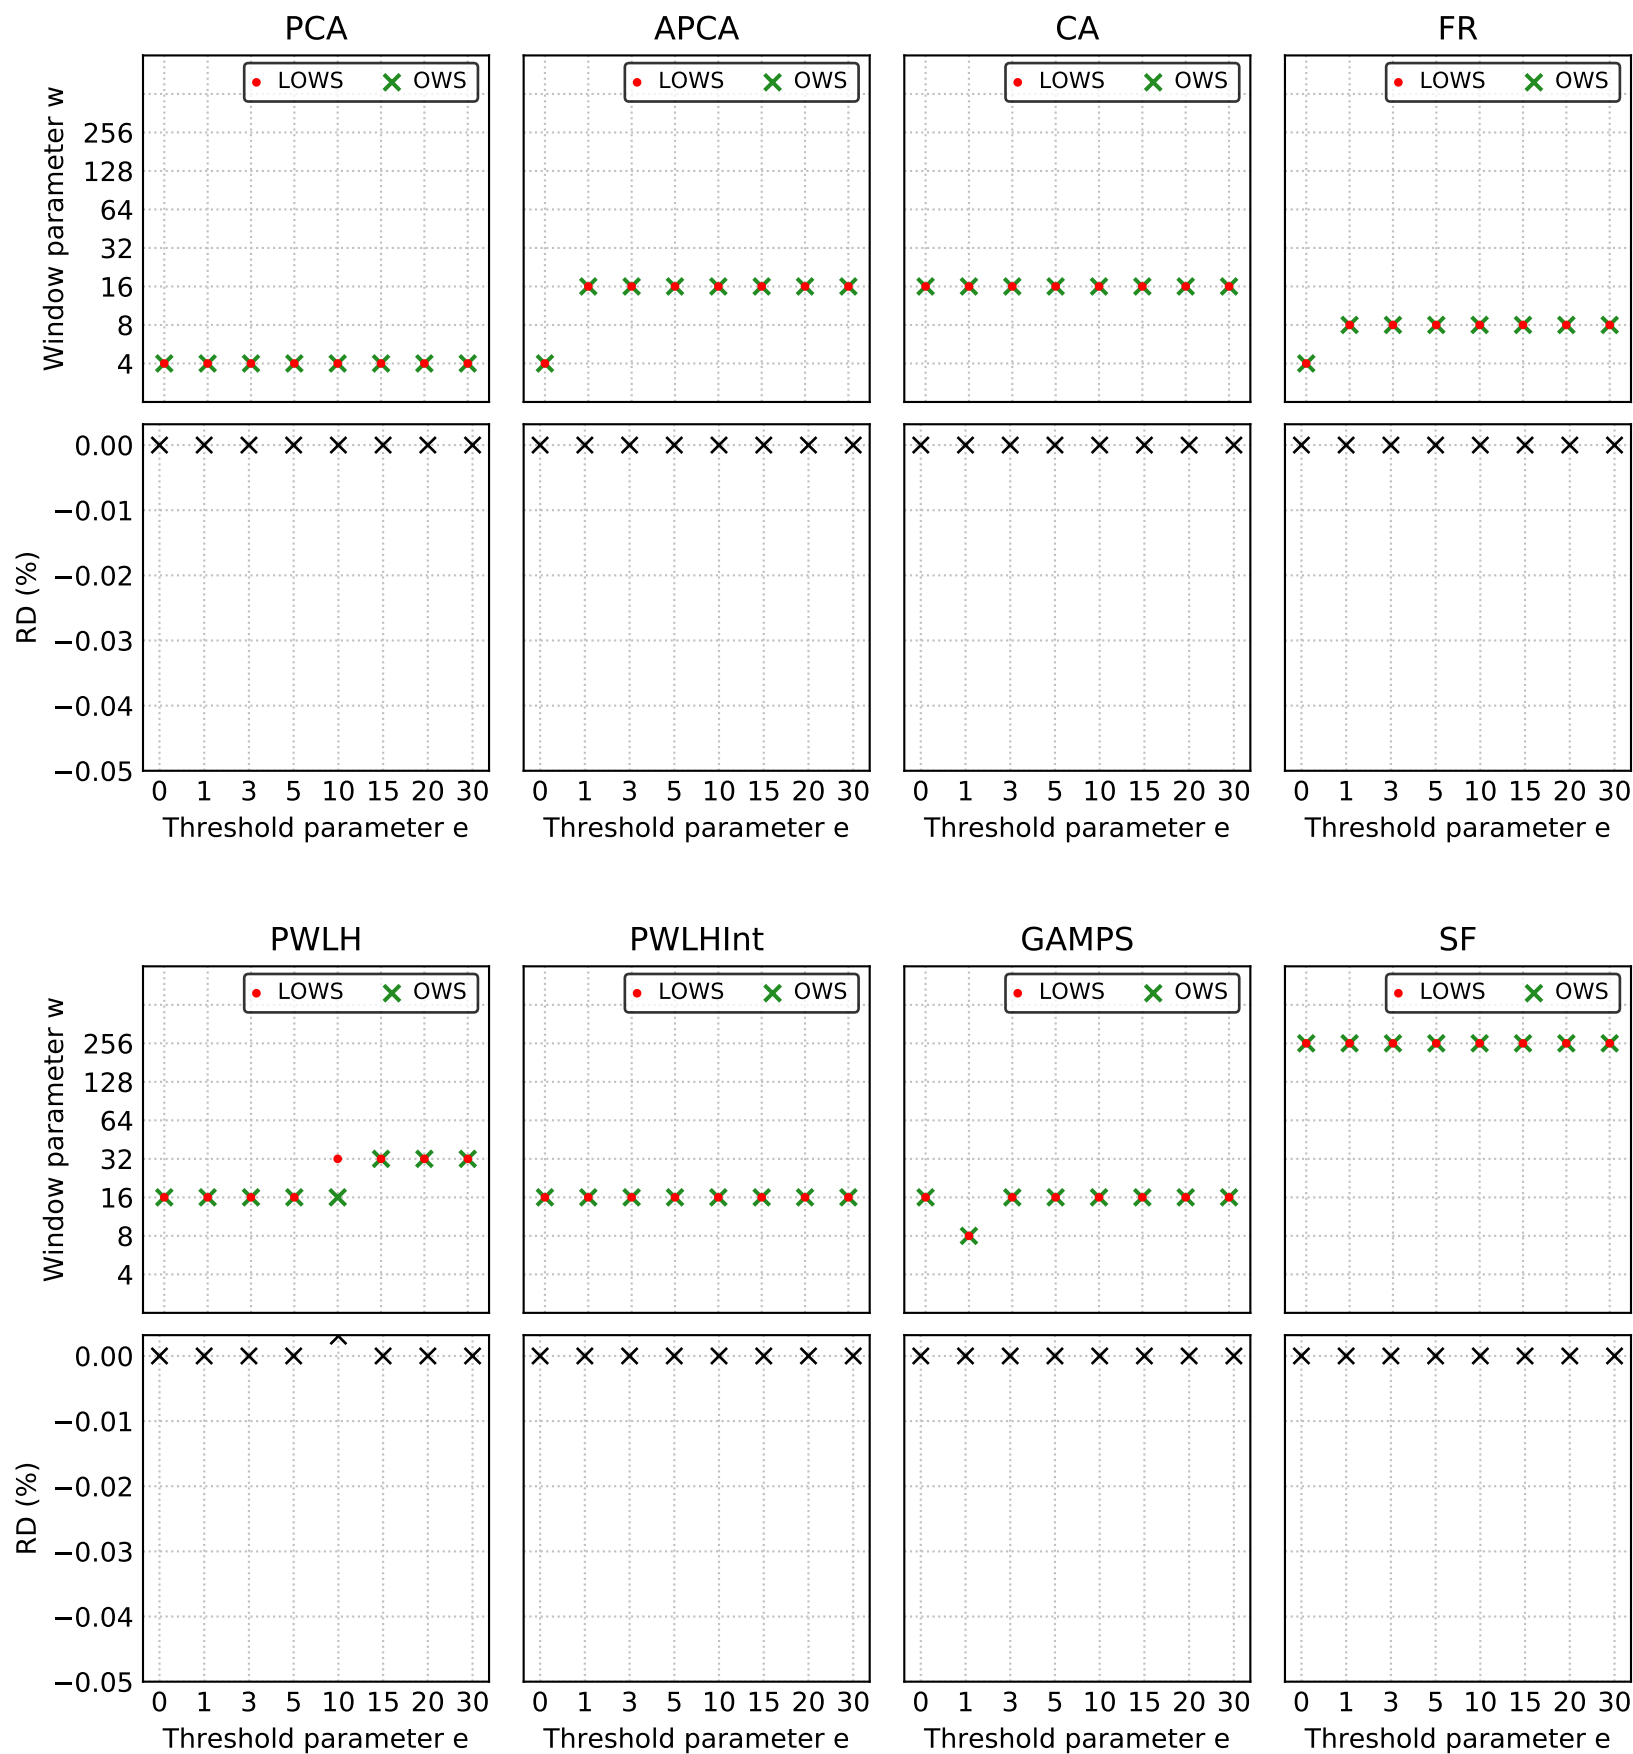 PCA APCA CA FR
LOWS OWS LOWS OWS LOWS OWS LOWS OWS
Window parameter w
256
128
64
32
16
8
4
RD (%)
0.00
−0.01
−0.02
−0.03
−0.04
−0.05
0 1 3 5 10 15 20 30 0 1 3 5 10 15 20 30 0 1 3 5 10 15 20 30 0 1 3 5 10 15 20 30
Threshold parameter e Threshold parameter e Threshold parameter e Threshold parameter e
PWLH PWLHInt GAMPS SF
LOWS OWS LOWS OWS LOWS OWS LOWS OWS
Window parameter w
256
128
64
32
16
8
4
RD (%)
0.00
−0.01
−0.02
−0.03
−0.04
−0.05
0 1 3 5 10 15 20 30 0 1 3 5 10 15 20 30 0 1 3 5 10 15 20 30 0 1 3 5 10 15 20 30
Threshold parameter e Threshold parameter e Threshold parameter e Threshold parameter e